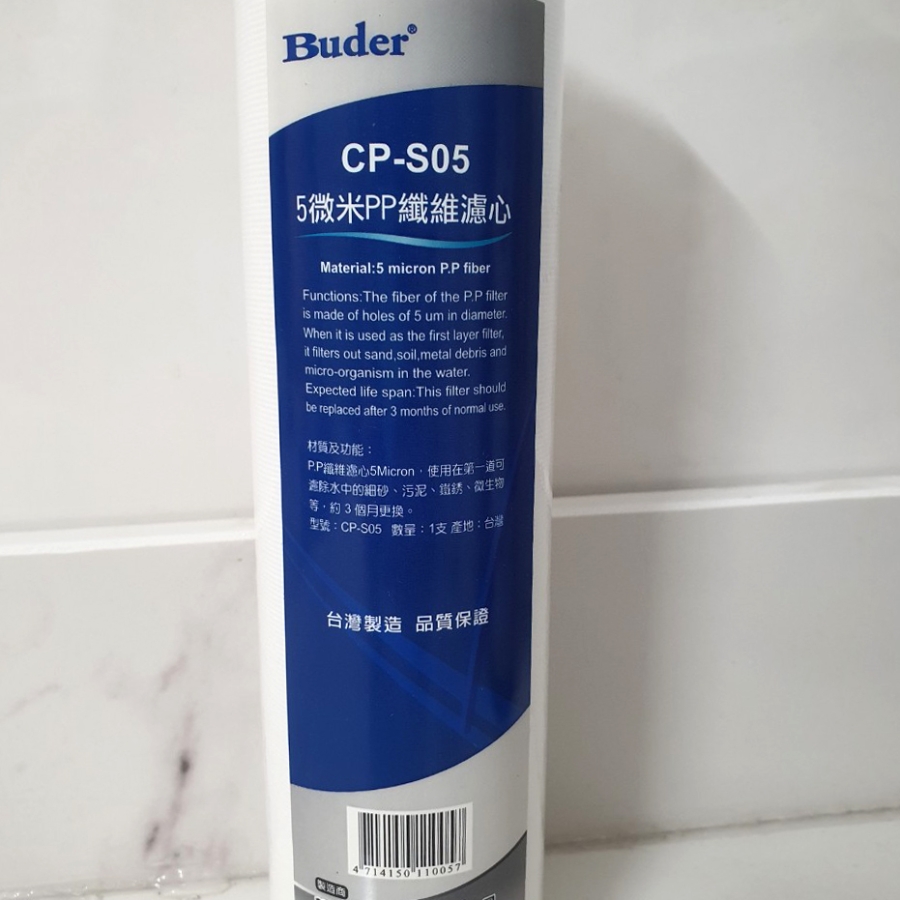 Buder®
CP-S05
5微米PP纖維濾心
Material:5 micron P.P fiber
Functions:The fiber of the P.P filter
is made of holes of 5 um in diameter.
When it is used as the first layer filter,
it filters out sand,soil,metal debris and
micro-organism in the water.
Expected life span:This filter should
be replaced after 3 months of normal use.
材質及功能：
P.P纖維濾心5Micron，使用在第一道可
濾除水中的細砂、污泥、鐵銹、微生物
等，約 3 個月更換。
型號：CP-S05 數量：1支 產地：台灣
台灣製造 品質保證
4 714150 110057
製造商